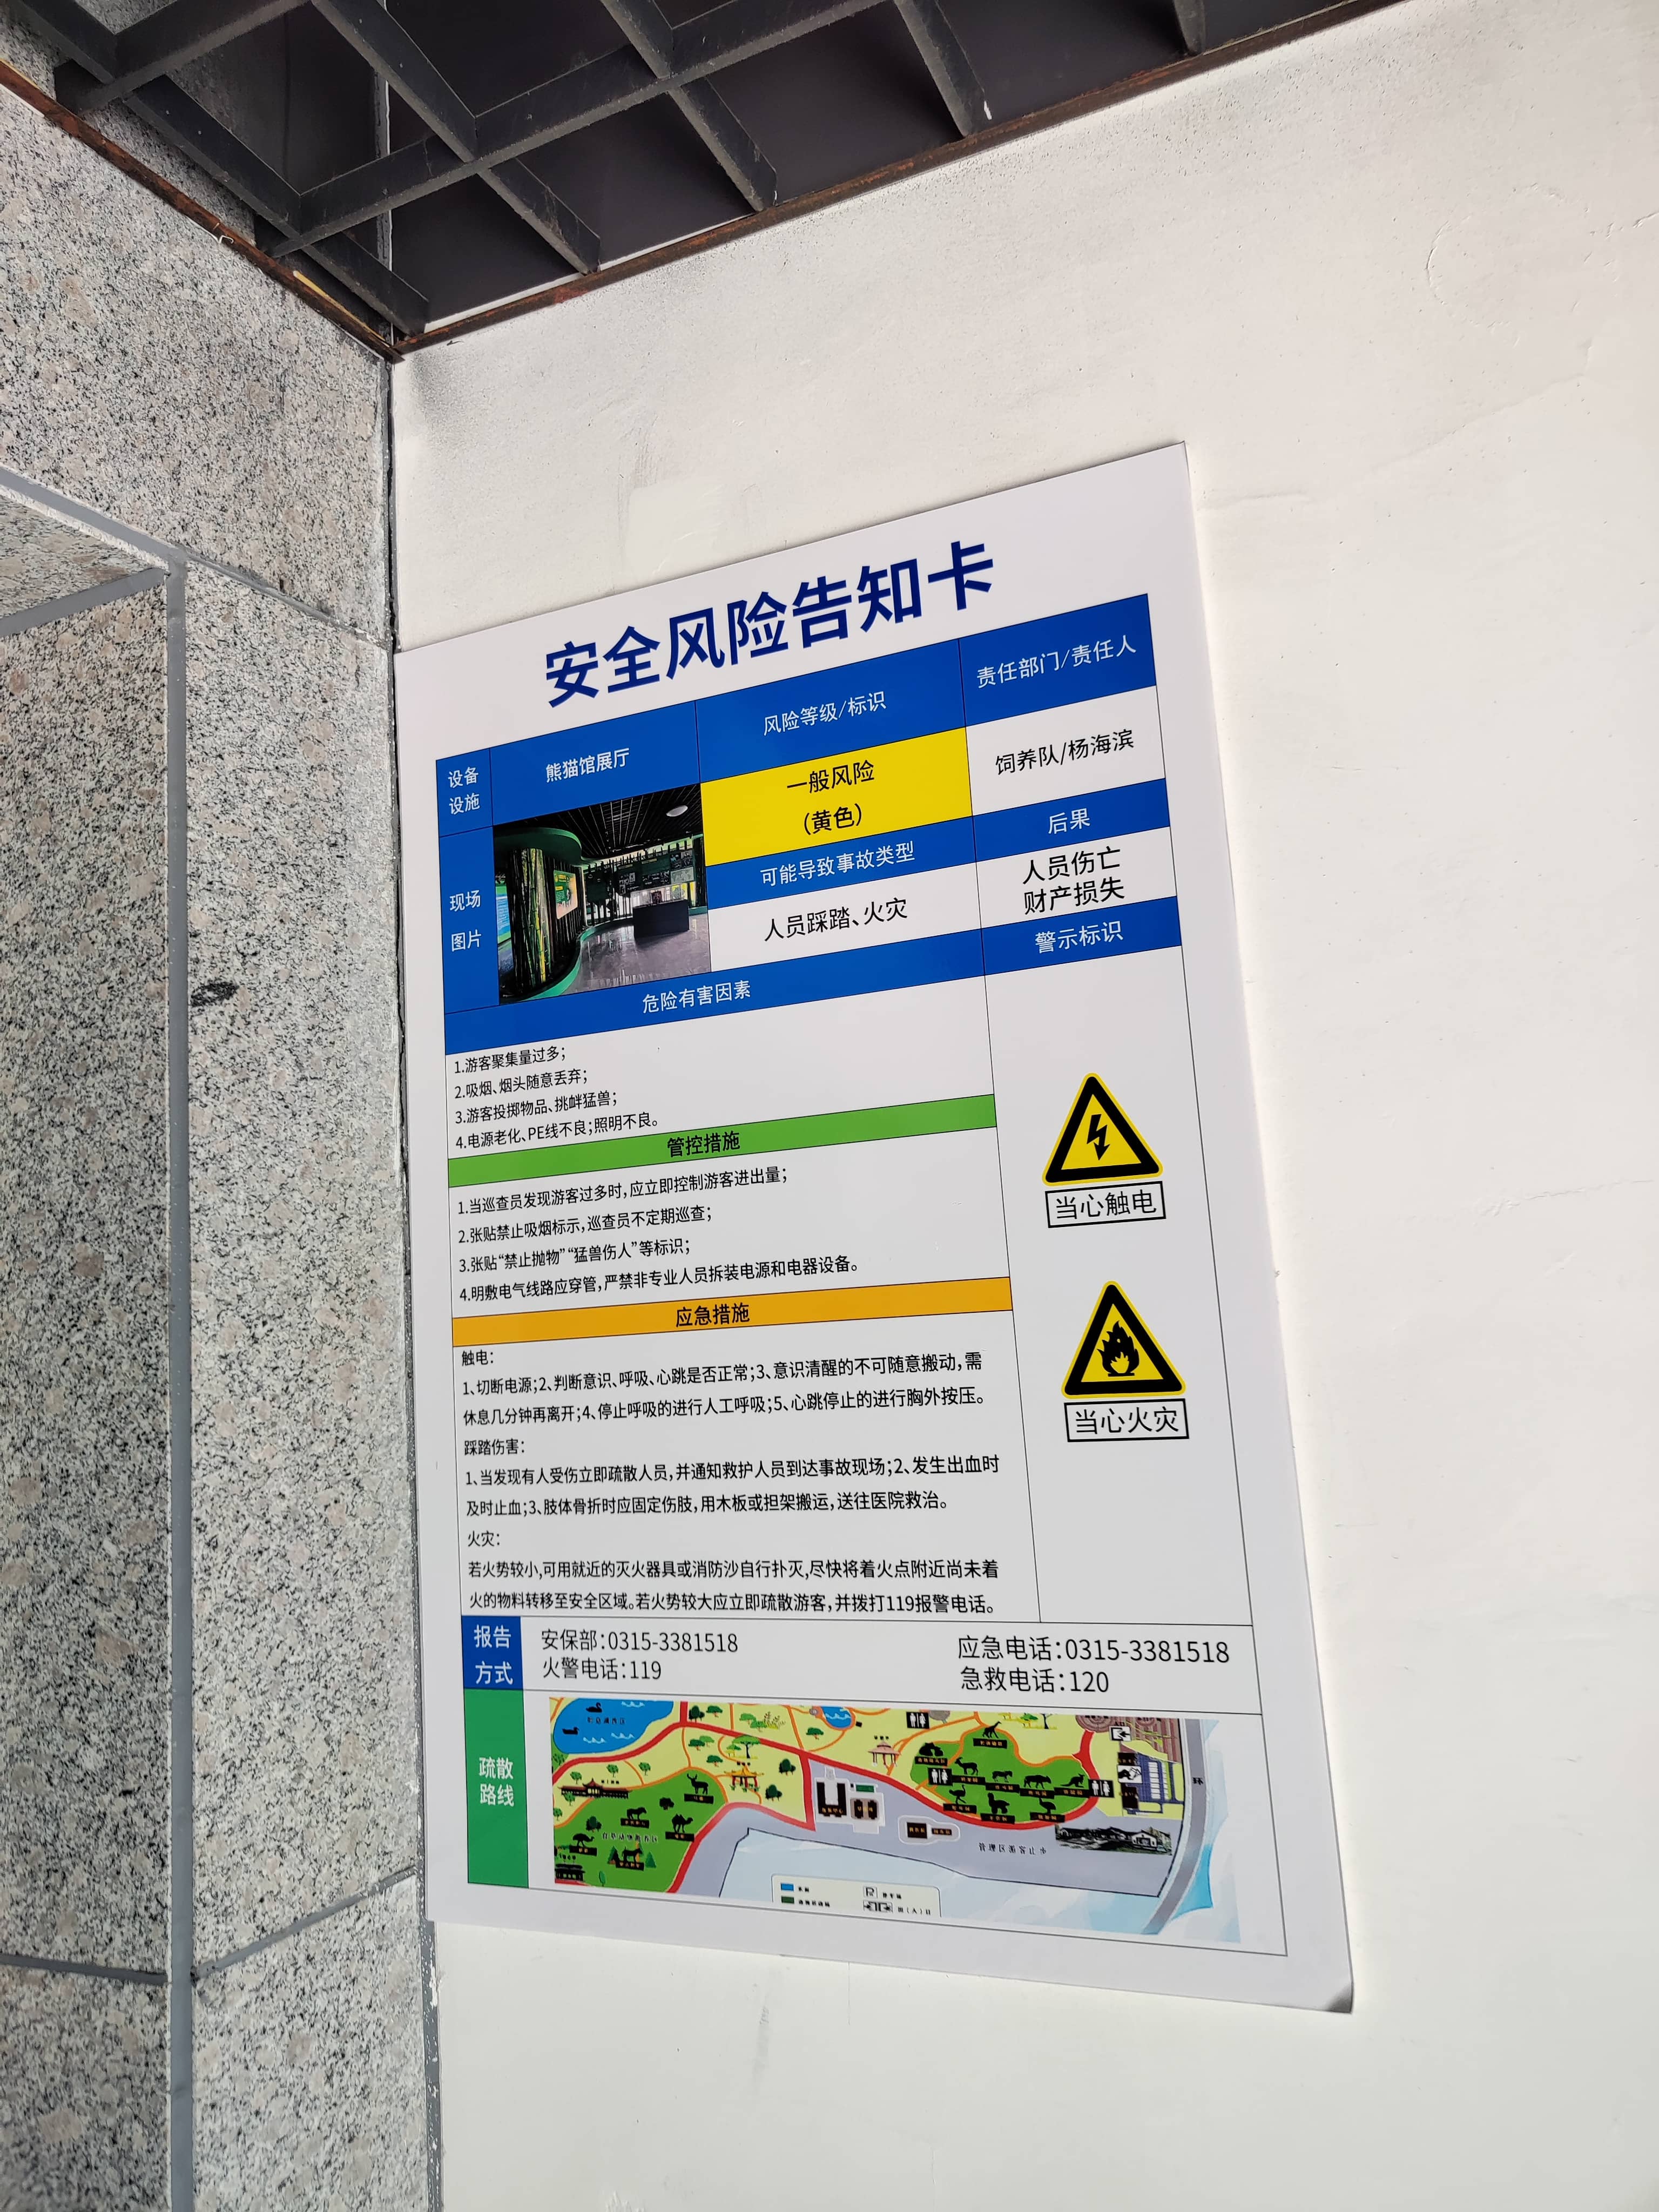 安全风险告知卡
设备
设施
熊猫馆展厅
风险等级/标识
责任部门/责任人
现场
图片
一般风险
(黄色)
饲养队/杨海滨
可能导致事故类型
后果
人员踩踏、火灾
人员伤亡
财产损失
危险有害因素
警示标识
1.游客聚集量过多;
2.吸烟、烟头随意丢弃;
3.游客投掷物品、挑衅猛兽;
4.电源老化、PE线不良;照明不良。
管控措施
1.当巡查员发现游客过多时,应立即控制游客进出量;
2.张贴禁止吸烟标示,巡查员不定期巡查;
3.张贴“禁止抛物”“猛兽伤人”等标识;
4.明敷电气线路应穿管,严禁非专业人员拆装电源和电器设备。
当心触电
应急措施
触电:
1、切断电源;2、判断意识、呼吸、心跳是否正常;3、意识清醒的不可随意搬动,需
休息几分钟再离开;4、停止呼吸的进行人工呼吸;5、心跳停止的进行胸外按压。
踩踏伤害:
1、当发现有人受伤立即疏散人员,并通知救护人员到达事故现场;2、发生出血时
及时止血;3、肢体骨折时应固定伤肢,用木板或担架搬运,送往医院救治。
火灾:
若火势较小,可用就近的灭火器具或消防沙自行扑灭,尽快将着火点附近尚未着
火的物料转移至安全区域。若火势较大应立即疏散游客,并拨打119报警电话。
当心火灾
报告
方式
安保部:0315-3381518
火警电话:119
应急电话:0315-3381518
急救电话:120
疏散
路线
环
管理区游客止步